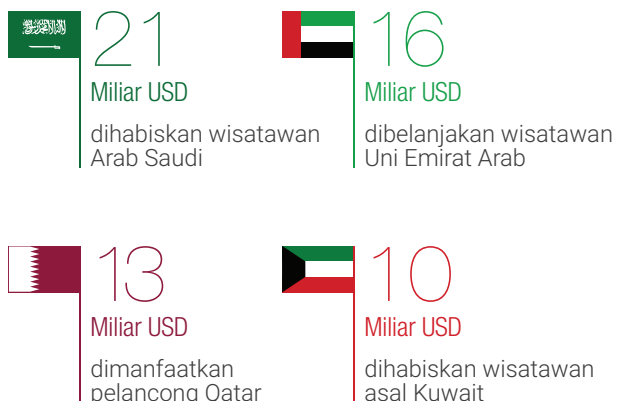 21
Miliar USD
dihabiskan wisatawan
Arab Saudi
16
Miliar USD
dibelanjakan wisatawan
Uni Emirat Arab
13
Miliar USD
dimanfaatkan
pelancong Qatar
10
Miliar USD
dihabiskan wisatawan
asal Kuwait